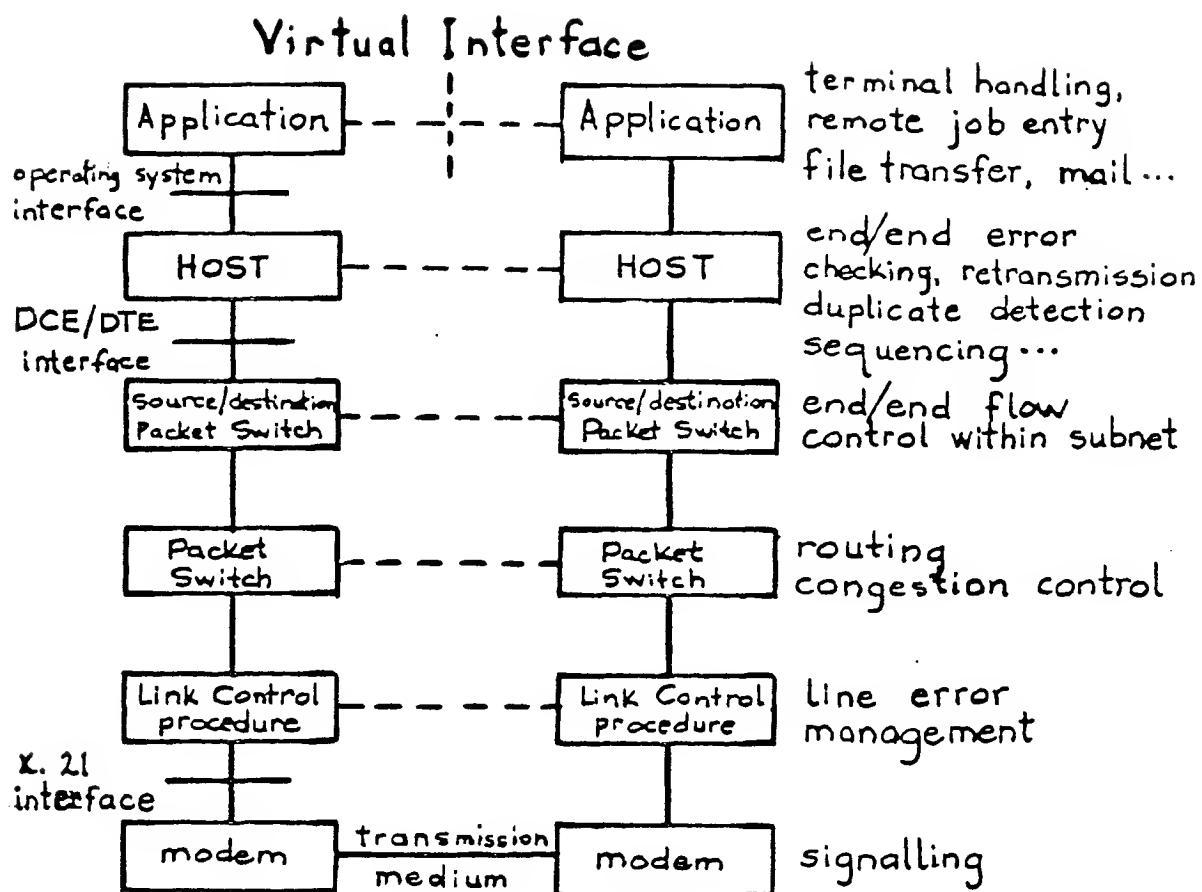 Virtual Interface
Application
Application
terminal handling,
remote job entry
file transfer, mail...
operating system
interface
HOST
HOST
end/end error
checking, retransmission
duplicate detection
sequencing...
DCE/DTE
interface
Source/destination
Packet Switch
Source/destination
Packet Switch
end/end flow
control within subnet
Packet
Switch
Packet
Switch
routing
congestion control
Link Control
procedure
Link Control
procedure
line error
management
X.21
interface
modem
transmission
medium
modem
signalling